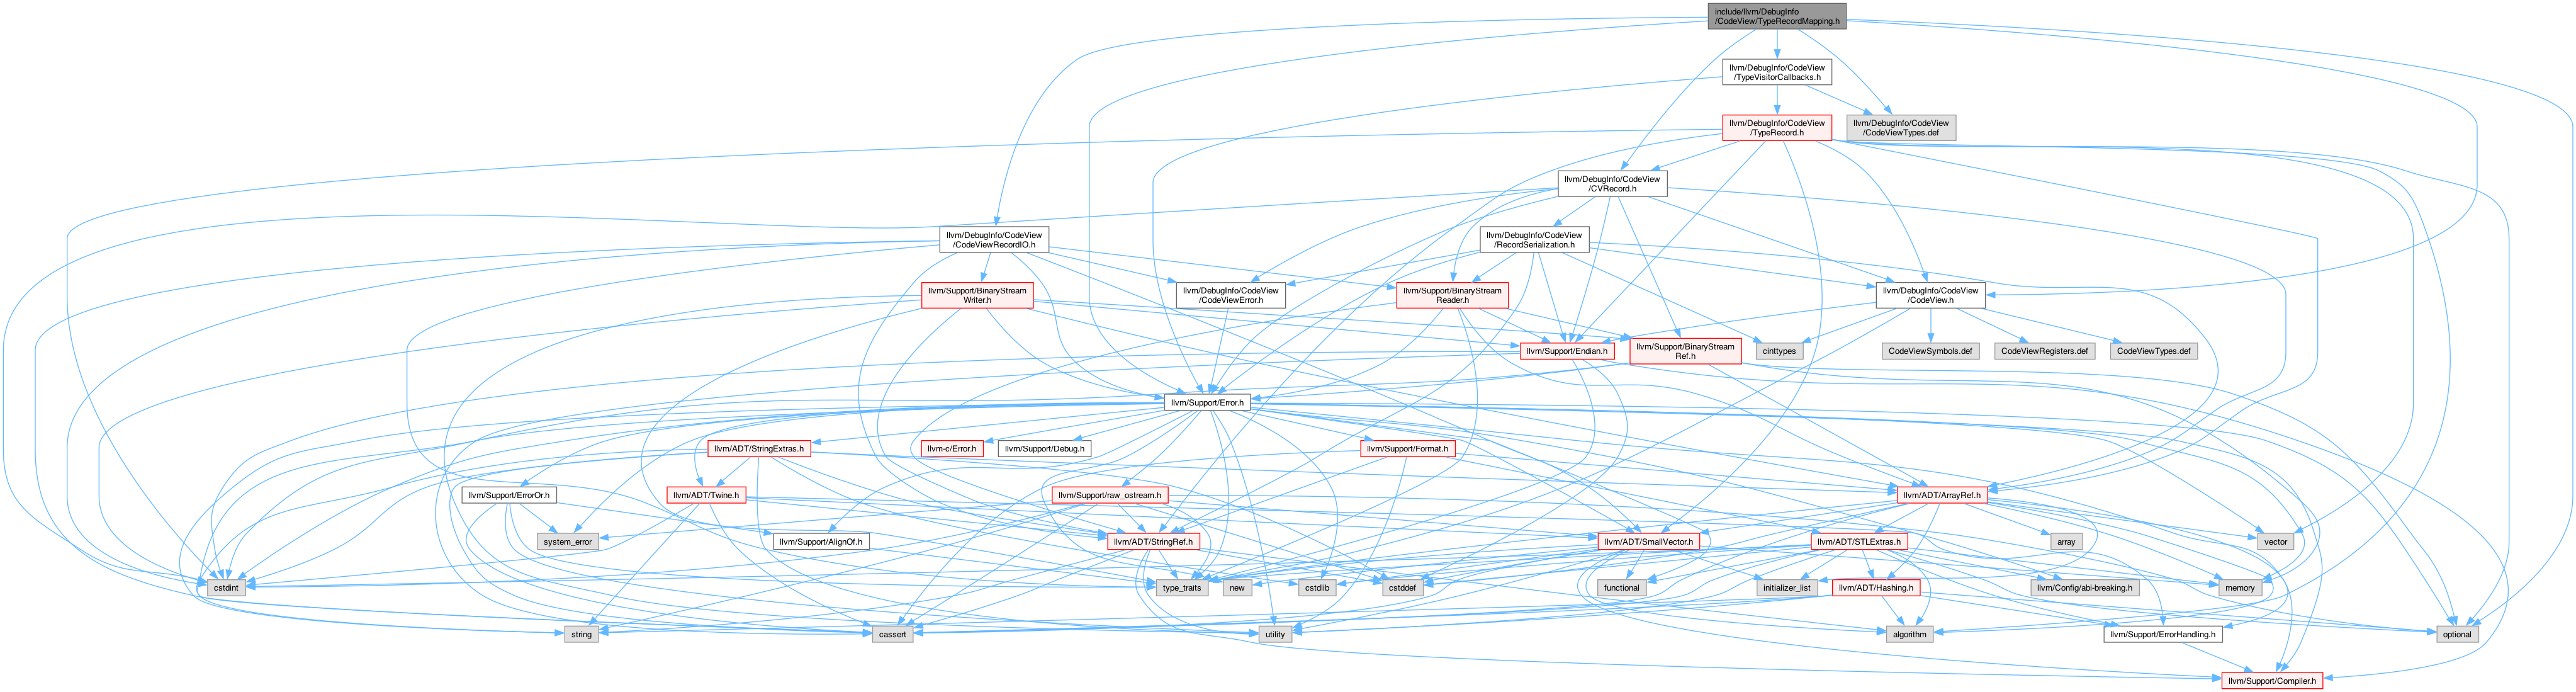 include/llvm/DebugInfo
/CodeView/TypeRecordMapping.h
llvm/DebugInfo/CodeView
/TypeVisitorCallbacks.h
llvm/DebugInfo/CodeView
/TypeRecord.h
llvm/DebugInfo/CodeView
/CodeViewTypes.def
llvm/DebugInfo/CodeView
/CVRecord.h
llvm/DebugInfo/CodeView
/CodeViewRecordIO.h
llvm/DebugInfo/CodeView
/RecordSerialization.h
llvm/Support/BinaryStream
Writer.h
llvm/DebugInfo/CodeView
/CodeViewError.h
llvm/Support/BinaryStream
Reader.h
llvm/DebugInfo/CodeView
/CodeView.h
llvm/Support/Endian.h
llvm/Support/BinaryStream
Ref.h
cinttypes
CodeViewSymbols.def
CodeViewRegisters.def
CodeViewTypes.def
llvm/Support/Error.h
llvm/ADT/StringExtras.h
llvm-c/Error.h
llvm/Support/Debug.h
llvm/Support/Format.h
llvm/Support/ErrorOr.h
llvm/ADT/Twine.h
llvm/Support/raw_ostream.h
llvm/ADT/ArrayRef.h
system_error
llvm/Support/AlignOf.h
llvm/ADT/StringRef.h
llvm/ADT/SmallVector.h
llvm/ADT/STLExtras.h
array
vector
cstdint
type_traits
new
cstdlib
cstddef
functional
initializer_list
llvm/ADT/Hashing.h
llvm/Config/abi-breaking.h
memory
string
cassert
utility
algorithm
llvm/Support/ErrorHandling.h
optional
llvm/Support/Compiler.h